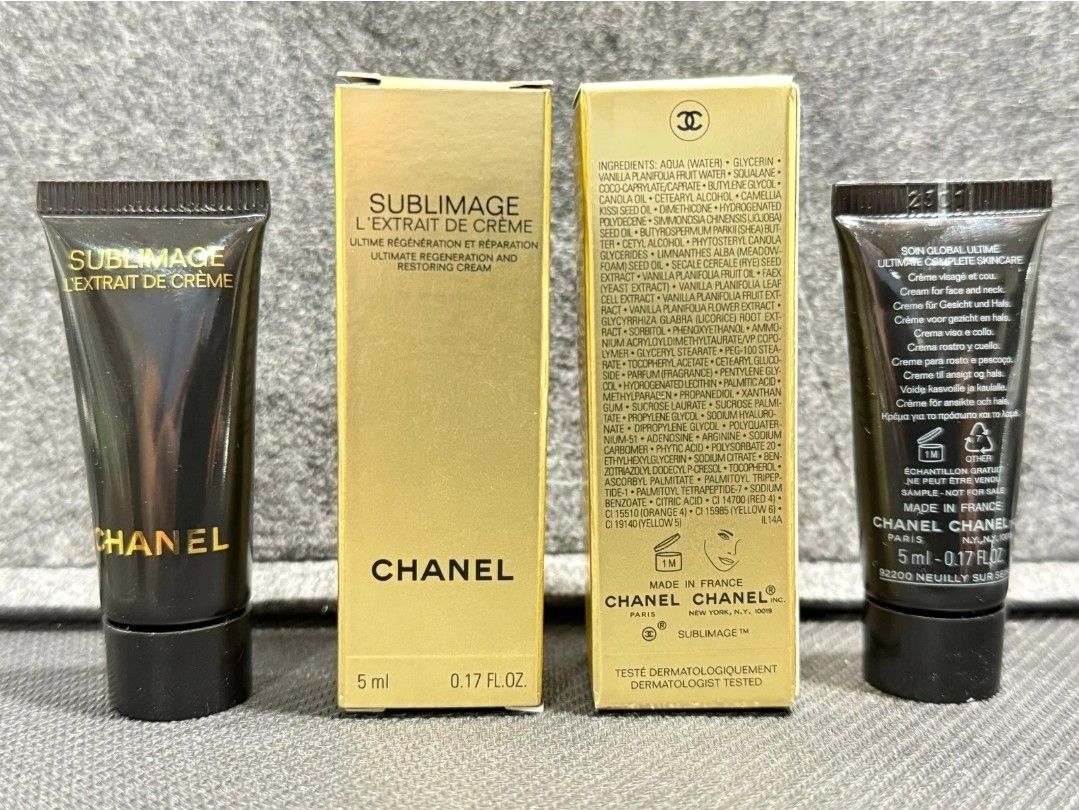 SUBLIMAGE
L'EXTRAIT DE CRÈME
CHANEL
SUBLIMAGE
L'EXTRAIT DE CRÈME
ULTIME RÉGÉNÉRATION ET RÉPARATION
ULTIMATE REGENERATION AND
RESTORING CREAM
CHANEL
5 ml 0.17 FL.OZ.
INGREDIENTS: AQUA (WATER) • GLYCERIN •
VANILLA PLANIFOLIA FRUIT WATER • SQUALANE •
COCO-CAPRYLATE/CAPRATE • BUTYLENE GLYCOL •
CANOLA OIL • CETEARYL ALCOHOL • CAMELLIA
KISSI SEED OIL • DIMETHICONE • HYDROGENATED
POLYDECENE • SIMMONDSIA CHINENSIS (JOJOBA)
SEED OIL • BUTYROSPERMUM PARKII (SHEA) BUT-
TER • CETYL ALCOHOL • PHYTOSTERYL CANOLA
GLYCERIDES • LIMNANTHES ALBA (MEADOW-
FOAM) SEED OIL • SECALE CEREALE (RYE) SEED
EXTRACT • VANILLA PLANIFOLIA FRUIT OIL • FAEX
(YEAST EXTRACT) • VANILLA PLANIFOLIA LEAF
CELL EXTRACT • VANILLA PLANIFOLIA FRUIT EXT-
RACT • VANILLA PLANIFOLIA FLOWER EXTRACT •
GLYCYRRHIZA GLABRA (LICORICE) ROOT EXT-
RACT • SORBITOL • PHENOXYETHANOL • AMMO-
NIUM ACRYLOYLDIMETHYLTAURATE/VP COPO-
LYMER • GLYCERYL STEARATE • PEG-100 STEA-
RATE • TOCOPHERYL ACETATE • CETEARYL GLUCO-
SIDE • PARFUM (FRAGRANCE) • PENTYLENE GLY-
COL • HYDROGENATED LECITHIN • PALMITIC ACID •
METHYLPARABEN • PROPANEDIOL • XANTHAN
GUM • SUCROSE LAURATE • SUCROSE PALMI-
TATE • PROPYLENE GLYCOL • SODIUM HYALURO-
NATE • DIPROPYLENE GLYCOL • POLYQUATER-
NIUM-51 • ADENOSINE • ARGININE • SODIUM
CARBOMER • PHYTIC ACID • POLYSORBATE 20 •
ETHYLHEXYLGLYCERIN • SODIUM CITRATE • BEN-
ZOTRIAZOLYL DODECYL P-CRESOL • TOCOPHEROL •
ASCORBYL PALMITATE • PALMITOYL TRIPEP-
TIDE-1 • PALMITOYL TETRAPEPTIDE-7 • SODIUM
BENZOATE • CITRIC ACID • CI 14700 (RED 4) •
CI 15510 (ORANGE 4) • CI 15985 (YELLOW 6) •
CI 19140 (YELLOW 5) IL14A
1M
MADE IN FRANCE
CHANEL CHANEL® INC.
PARIS NEW YORK, N.Y. 10019
® SUBLIMAGE™
TESTÉ DERMATOLOGIQUEMENT
DERMATOLOGIST TESTED
SOIN GLOBAL ULTIME
ULTIMATE COMPLETE SKINCARE
Crème visage et cou.
Cream for face and neck.
Creme für Gesicht und Hals.
Crème voor gezicht en hals.
Crema viso e collo.
Crema rostro y cuello.
Creme para rosto e pescoço.
Creme til ansigt og hals.
Voide kasvoille ja kaulalle.
Crème för ansikte och hals.
Κρέμα για το πρόσωπο και το λαιμό.
1M 7
OTHER
ÉCHANTILLON GRATUIT
NE PEUT ÊTRE VENDU
SAMPLE - NOT FOR SALE
MADE IN FRANCE
CHANEL CHANEL
PARIS N.Y. N.Y. 10019
5 ml - 0.17 FL.OZ
92200 NEUILLY SUR SEINE